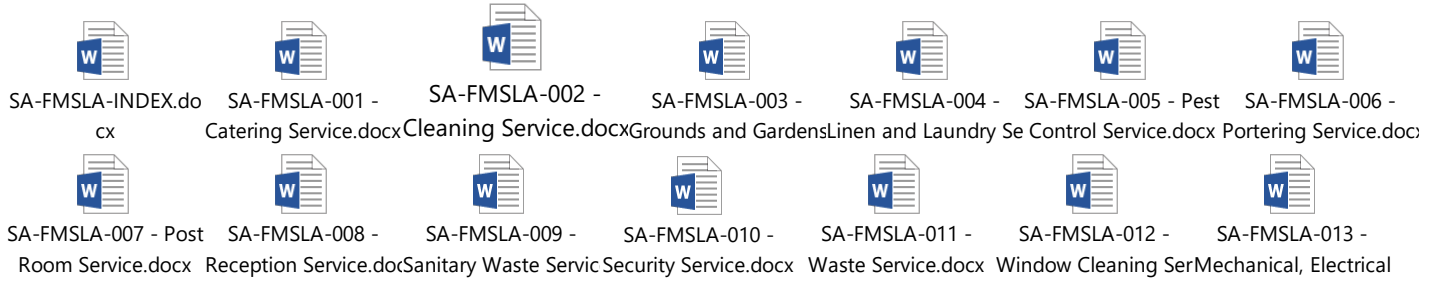 SA-FMSLA-INDEX.do
cx
SA-FMSLA-001 -
Catering Service.docx
SA-FMSLA-002 -
Cleaning Service.docx
SA-FMSLA-003 -
Grounds and Gardens
SA-FMSLA-004 -
Linen and Laundry Se
SA-FMSLA-005 - Pest
Control Service.docx
SA-FMSLA-006 -
Portering Service.docx
SA-FMSLA-007 - Post
Room Service.docx
SA-FMSLA-008 -
Reception Service.doc
SA-FMSLA-009 -
Sanitary Waste Servic
SA-FMSLA-010 -
Security Service.docx
SA-FMSLA-011 -
Waste Service.docx
SA-FMSLA-012 -
Window Cleaning Ser
SA-FMSLA-013 -
Mechanical, Electrical